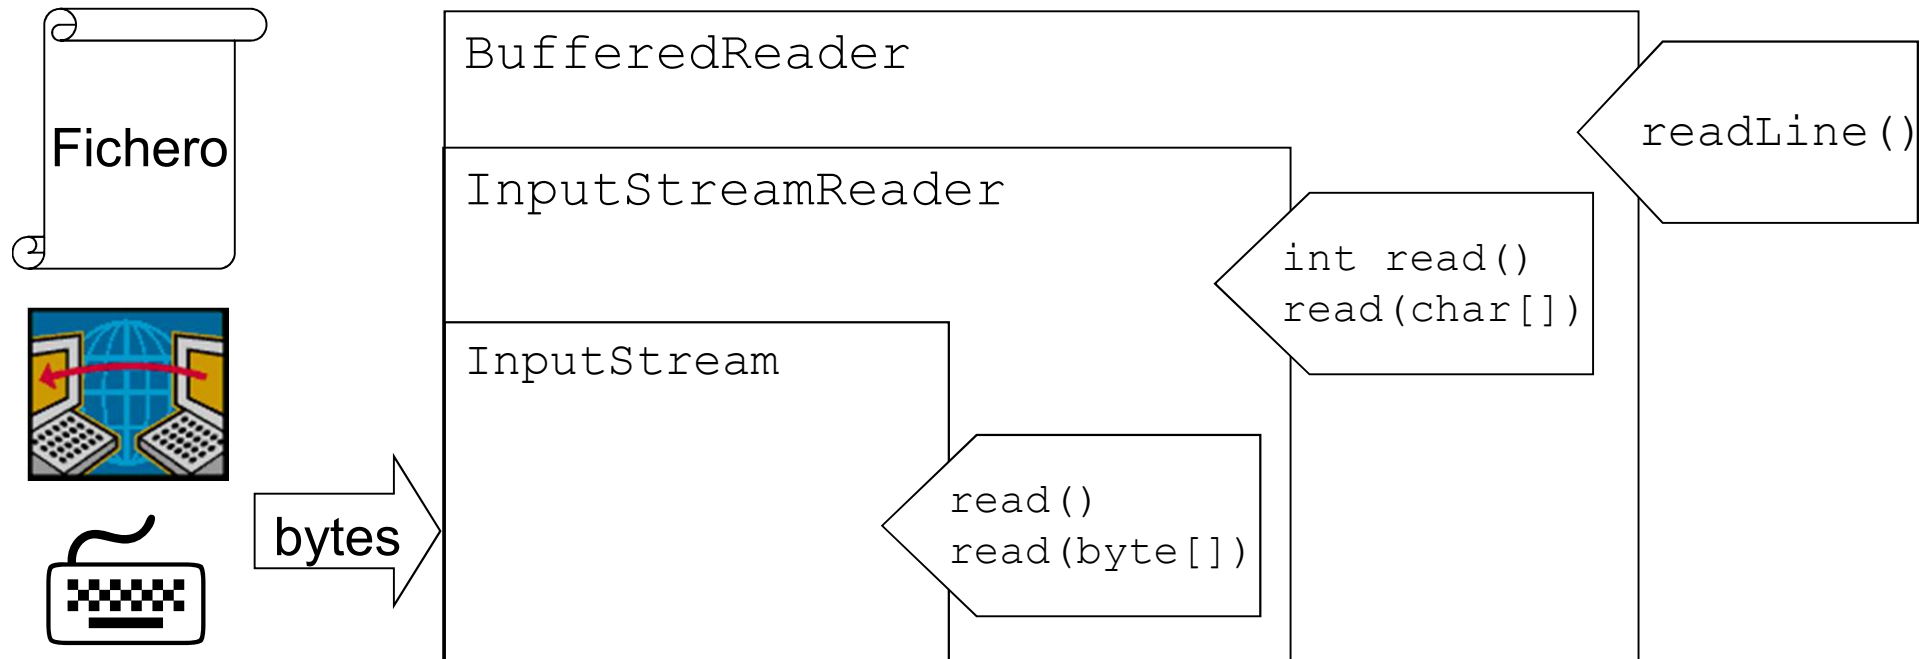 Fichero
bytes
BufferedReader
readLine()
InputStreamReader
int read()
read(char[])
InputStream
read()
read(byte[])